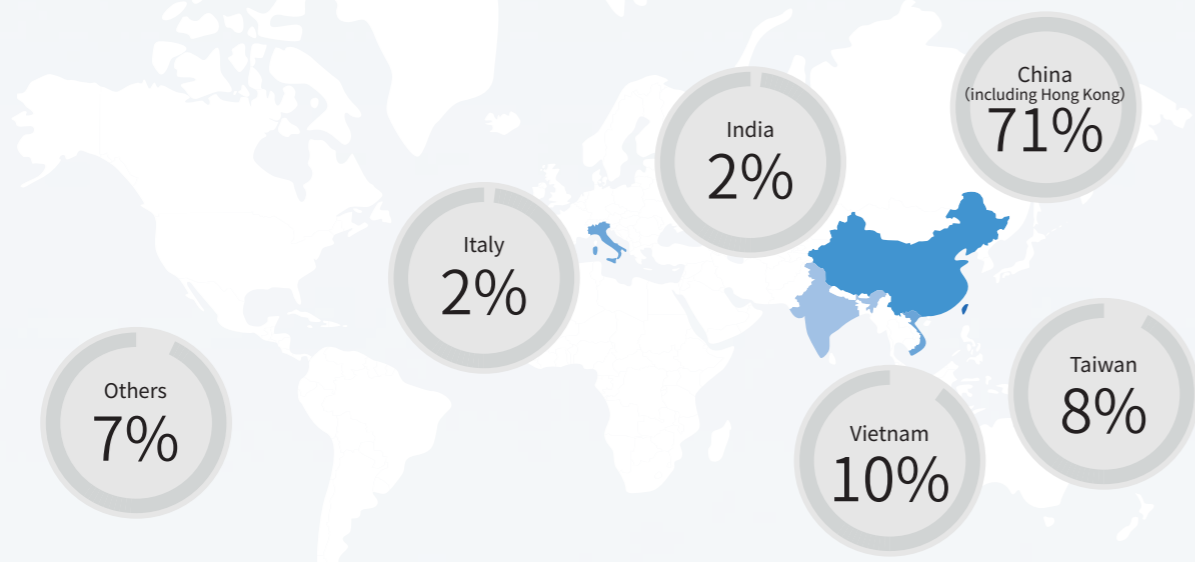 China
（including Hong Kong）
71%
India
2%
Italy
2%
Taiwan
8%
Others
7%
Vietnam
10%